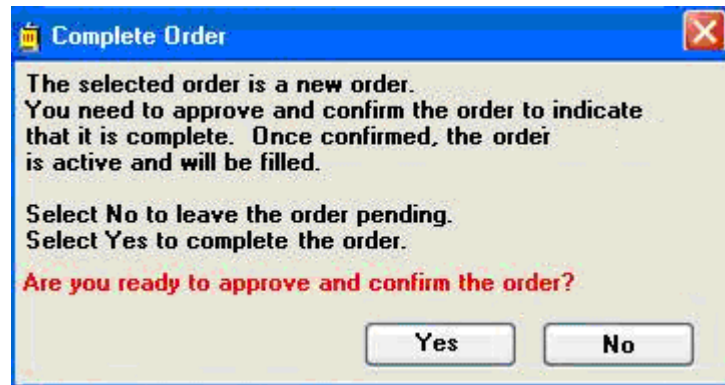 Complete Order
The selected order is a new order.
You need to approve and confirm the order to indicate
that it is complete.  Once confirmed, the order
is active and will be filled.
Select No to leave the order pending.
Select Yes to complete the order.
Are you ready to approve and confirm the order?
Yes No